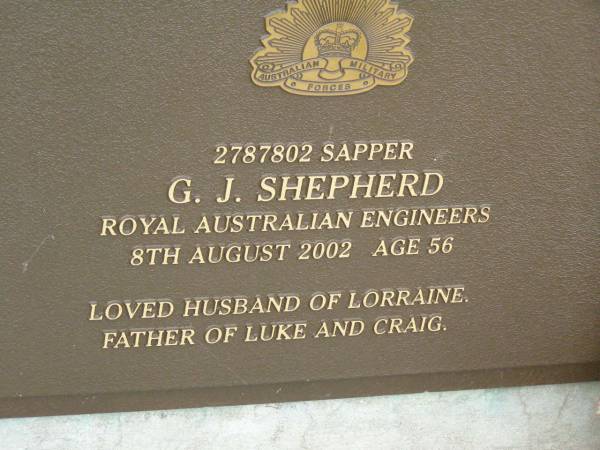 AUSTRALIAN MILITARY
FORCES
2787802 SAPPER
G. J. SHEPHERD
ROYAL AUSTRALIAN ENGINEERS
8TH AUGUST 2002 AGE 56
LOVED HUSBAND OF LORRAINE.
FATHER OF LUKE AND CRAIG.